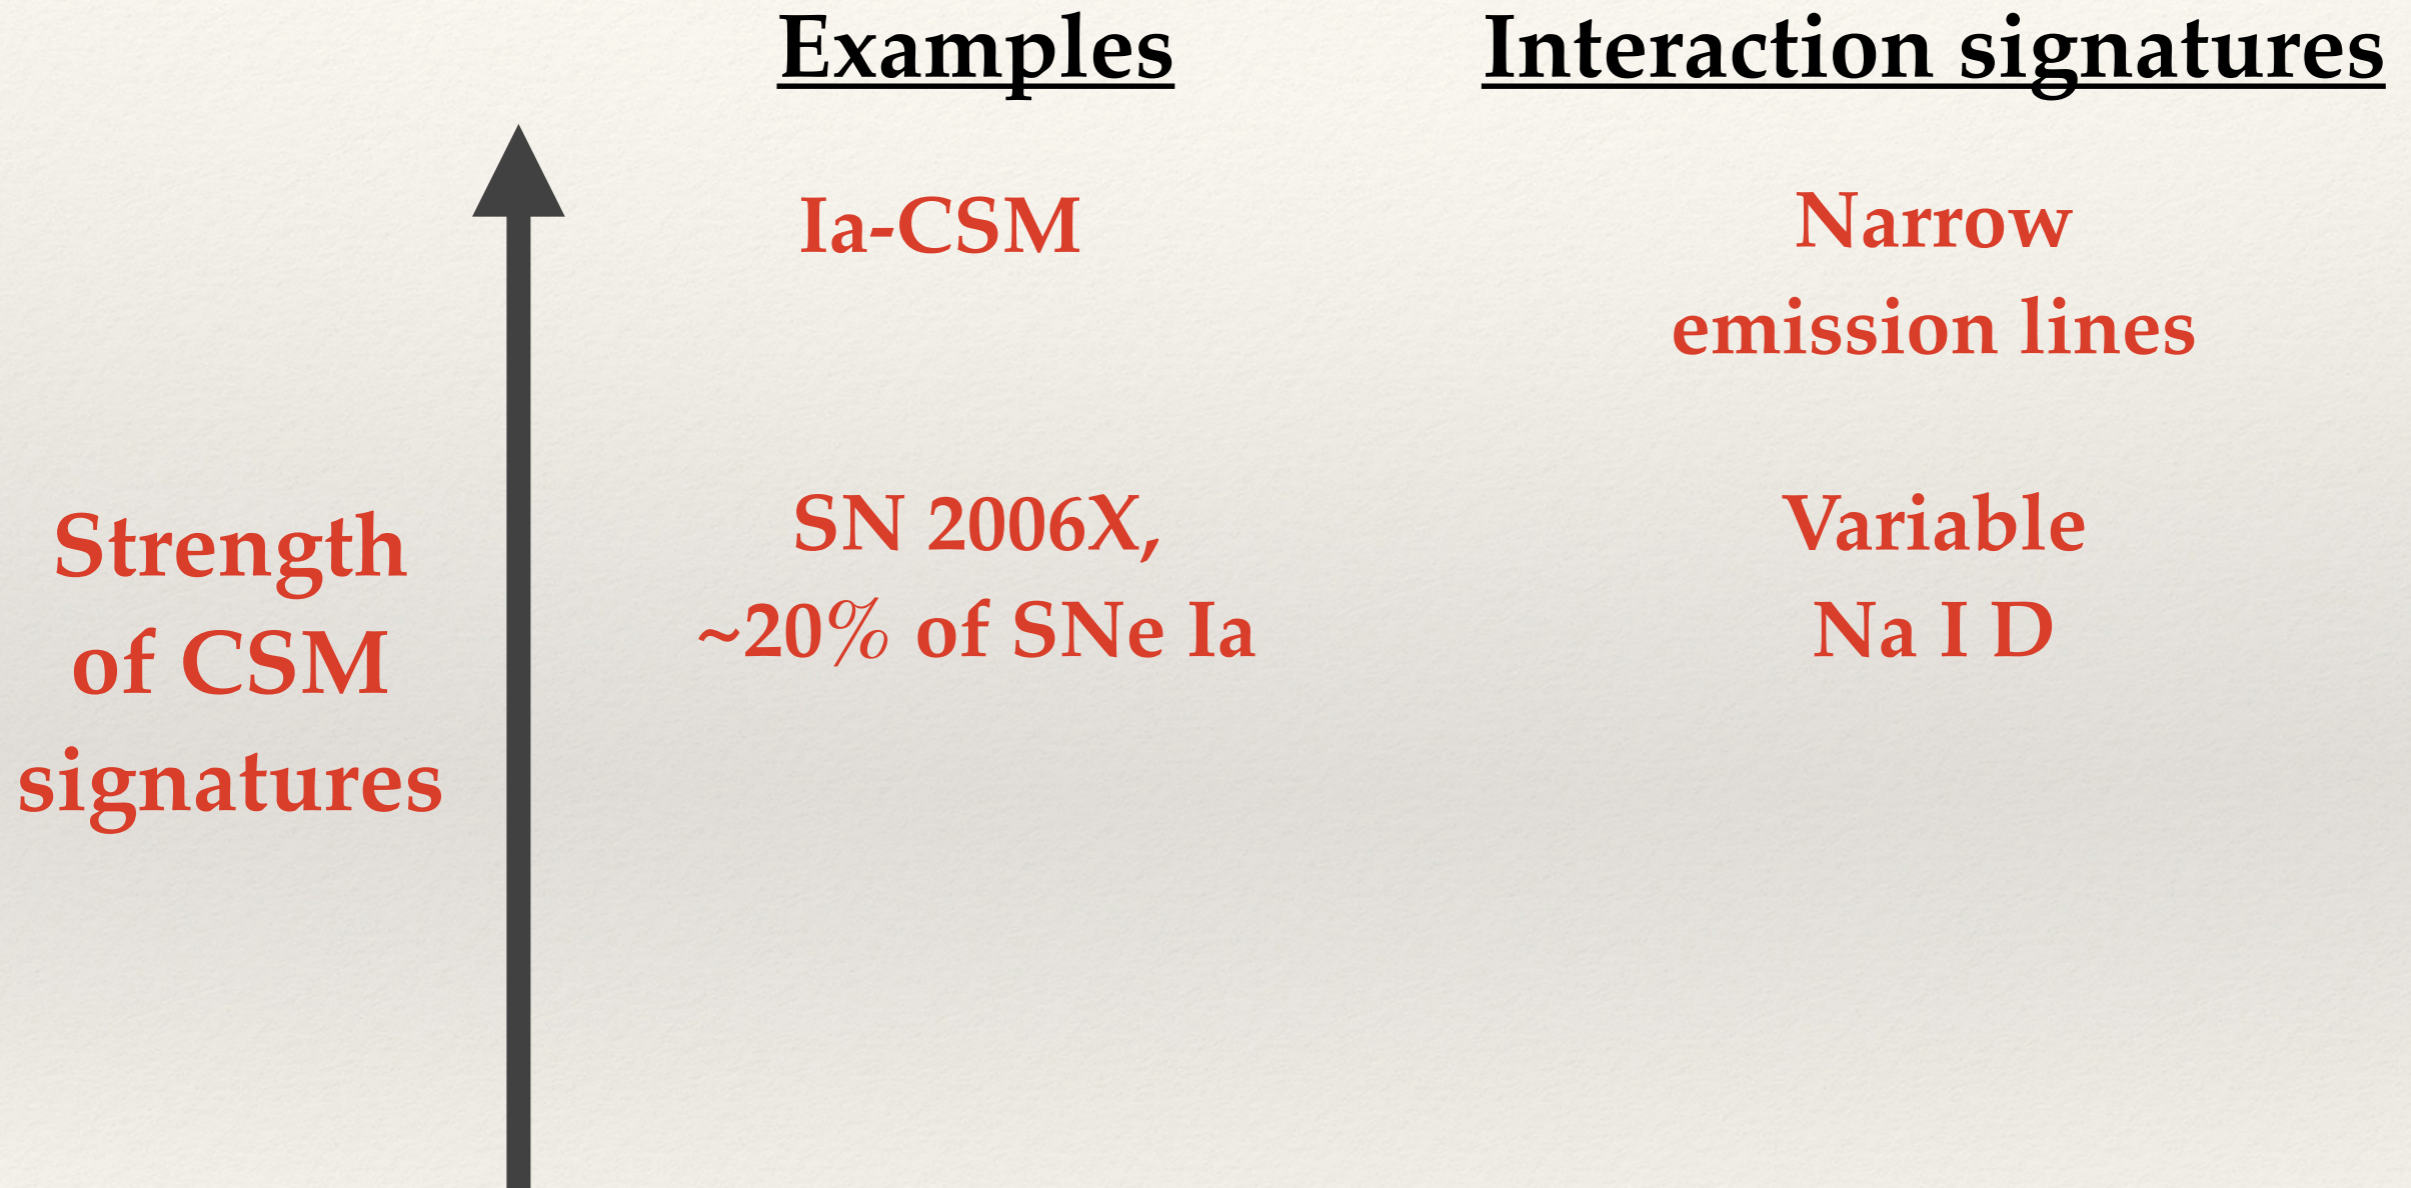 Examples
Interaction signatures
Ia-CSM
Narrow
emission lines
Strength
of CSM
signatures
SN 2006X,
~20% of SNe Ia
Variable
Na I D